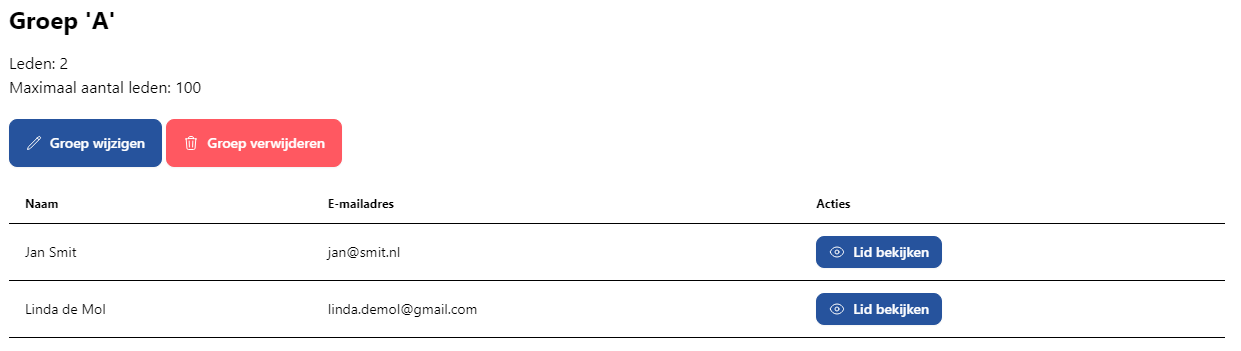 Groep 'A'
Leden: 2
Maximaal aantal leden: 100
Groep wijzigen Groep verwijderen
Naam E-mailadres Acties
Jan Smit jan@smit.nl Lid bekijken
Linda de Mol linda.demol@gmail.com Lid bekijken